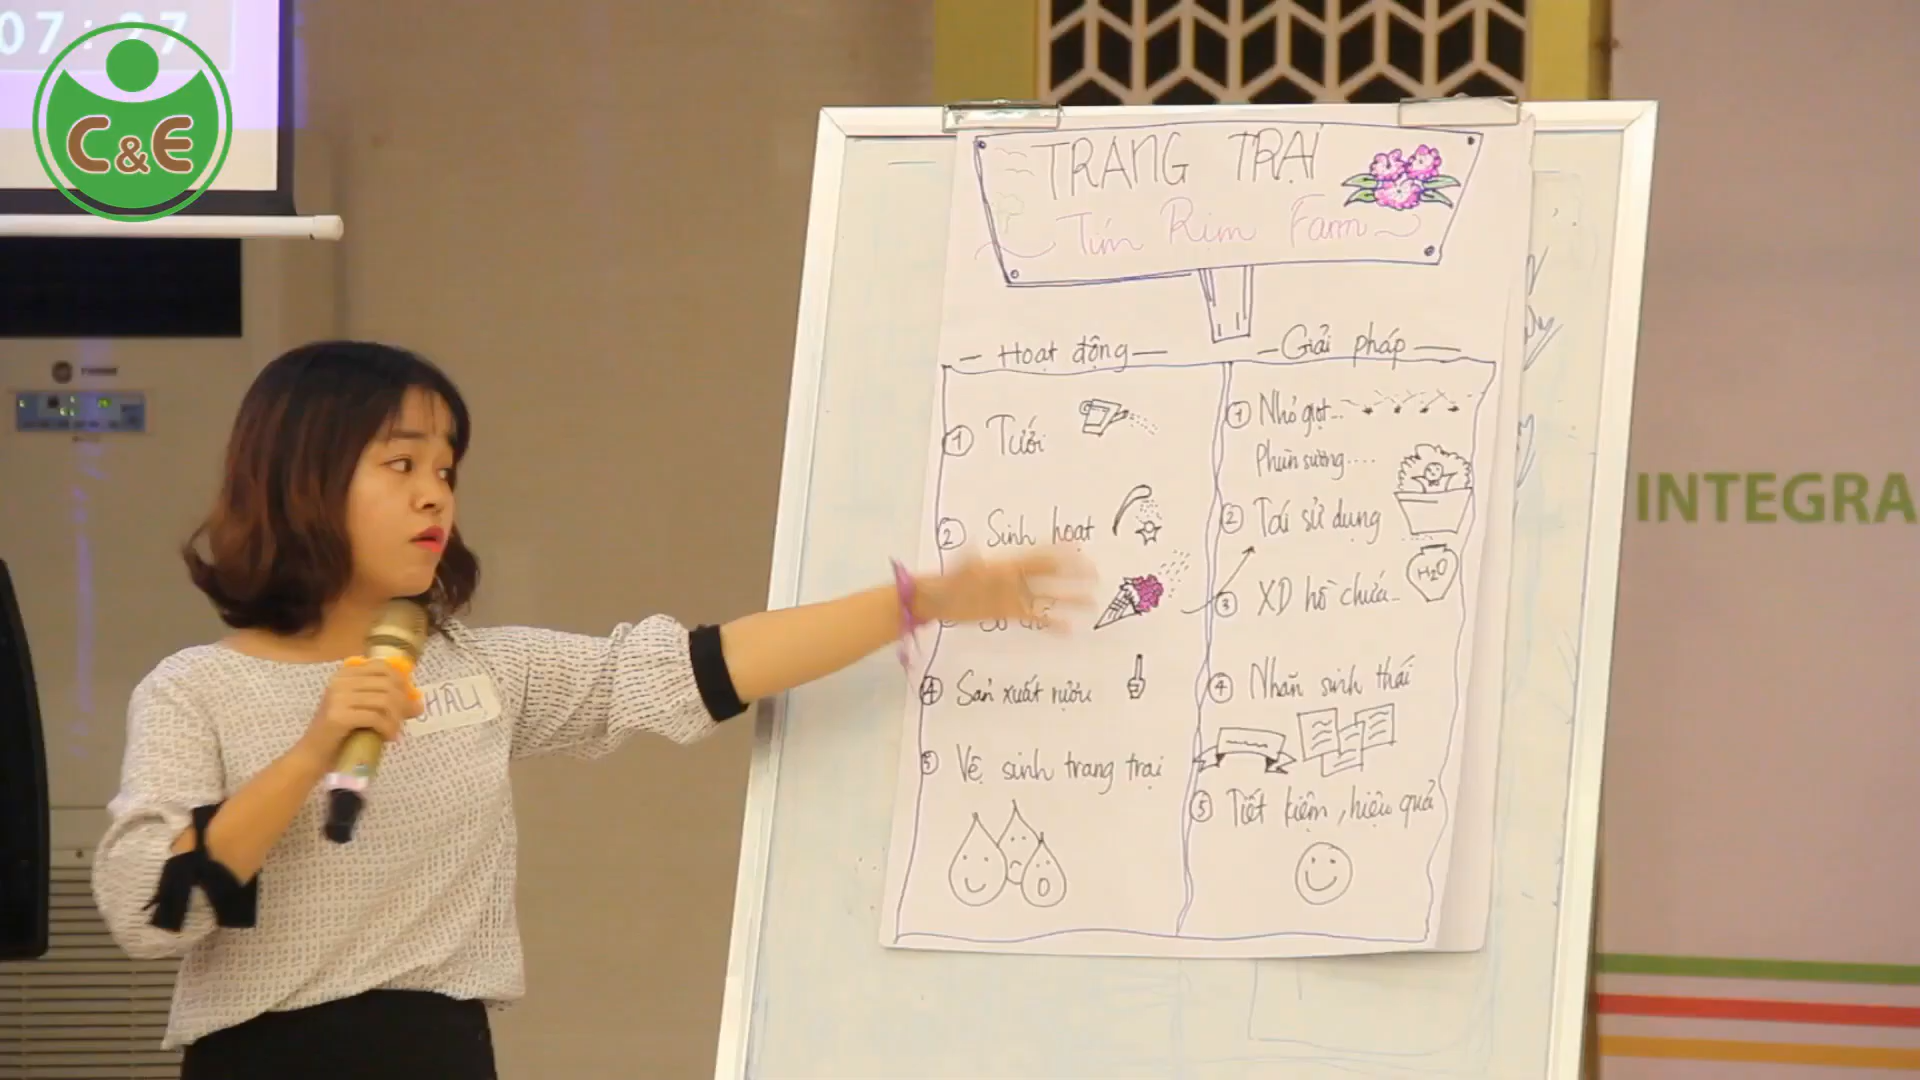 07:27
C&E
TRANG TRẠI
Tím Rịm Farm
Hoạt động
Giải pháp
① Tưới
② Sinh hoạt
④ Sản xuất rượu
⑤ Vệ sinh trang trại
① Nhỏ giọt...
Phun sương....
② Tái sử dụng
③ XD hồ chứa..
H2O
④ Nhãn sinh thái
⑤ Tiết kiệm, hiệu quả
INTEGRA